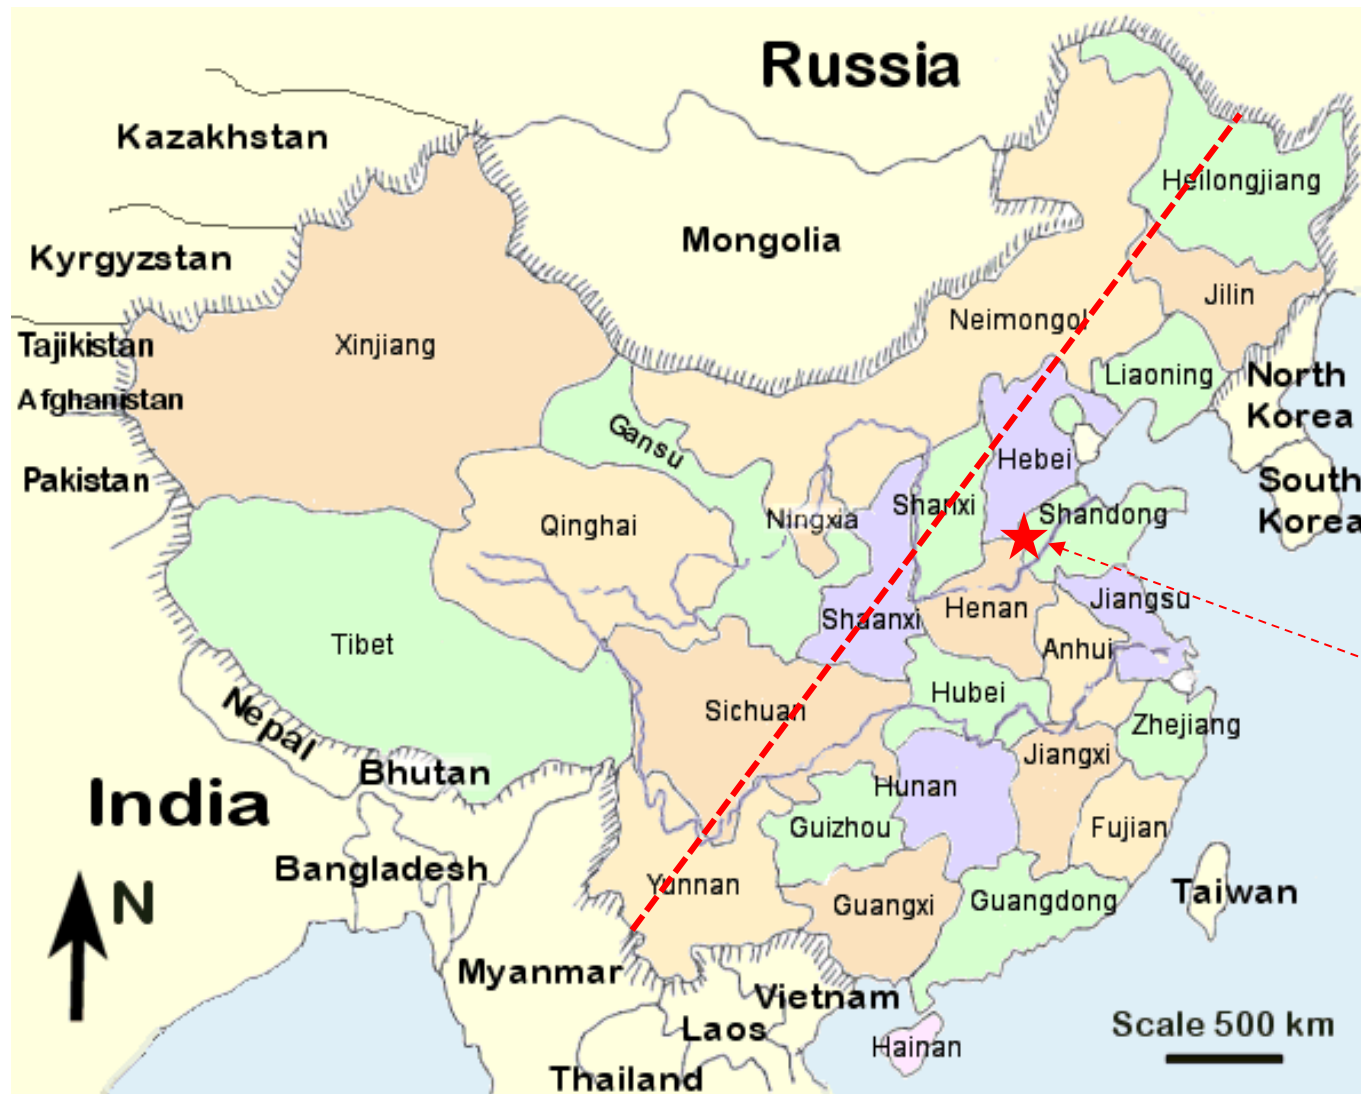 Russia
Kazakhstan
Heilongjiang
Mongolia
Kyrgyzstan
Jilin
Neimongol
Tajikistan
Xinjiang
Liaoning
North
Korea
Afghanistan
Gansu
Hebei
Pakistan
South
Korea
Shanxi
Shandong
Ningxia
Qinghai
Jiangsu
Henan
Shaanxi
Tibet
Anhui
Hubei
Sichuan
Nepal
Zhejiang
Jiangxi
Bhutan
Hunan
India
Guizhou
Fujian
Bangladesh
Yunnan
Taiwan
N
Guangxi
Guangdong
Myanmar
Vietnam
Laos
Scale 500 km
Hainan
Thailand